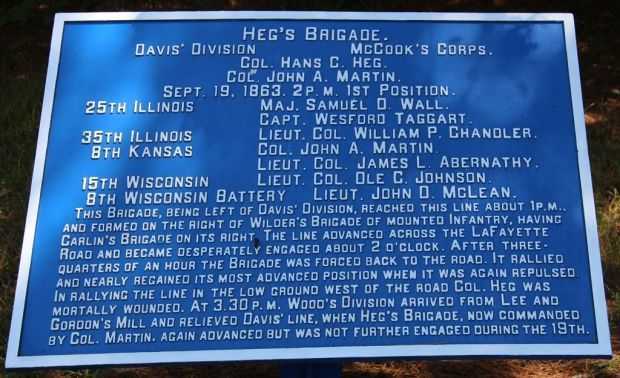 Heg's Brigade.
Davis' Division McCook's Corps.
Col. Hans C. Heg.
Col. John A. Martin.
Sept. 19, 1863. 2 P.M. 1st Position.
25th Illinois Maj. Samuel D. Wall.
Capt. Wesford Taggart.
35th Illinois Lieut. Col. William P. Chandler.
8th Kansas Col. John A. Martin.
Lieut. Col. James L. Abernathy.
15th Wisconsin Lieut. Col. Ole C. Johnson.
8th Wisconsin Battery Lieut. John D. McLean.
This Brigade, being left of Davis' Division, reached this line about 1 P.M.,
and formed on the right of Wilder's Brigade of mounted Infantry, having
Carlin's Brigade on its right. The line advanced across the LaFayette
Road and became desperately engaged about 2 o'clock. After three-
quarters of an hour the Brigade was forced back to the road. It rallied
and nearly regained its most advanced position when it was again repulsed.
In rallying the line in the low ground west of the road Col. Heg was
mortally wounded. At 3.30 P.M. Wood's Division arrived from Lee and
Gordon's Mill and relieved Davis' line, when Heg's Brigade, now commanded
by Col. Martin, again advanced but was not further engaged during the 19th.